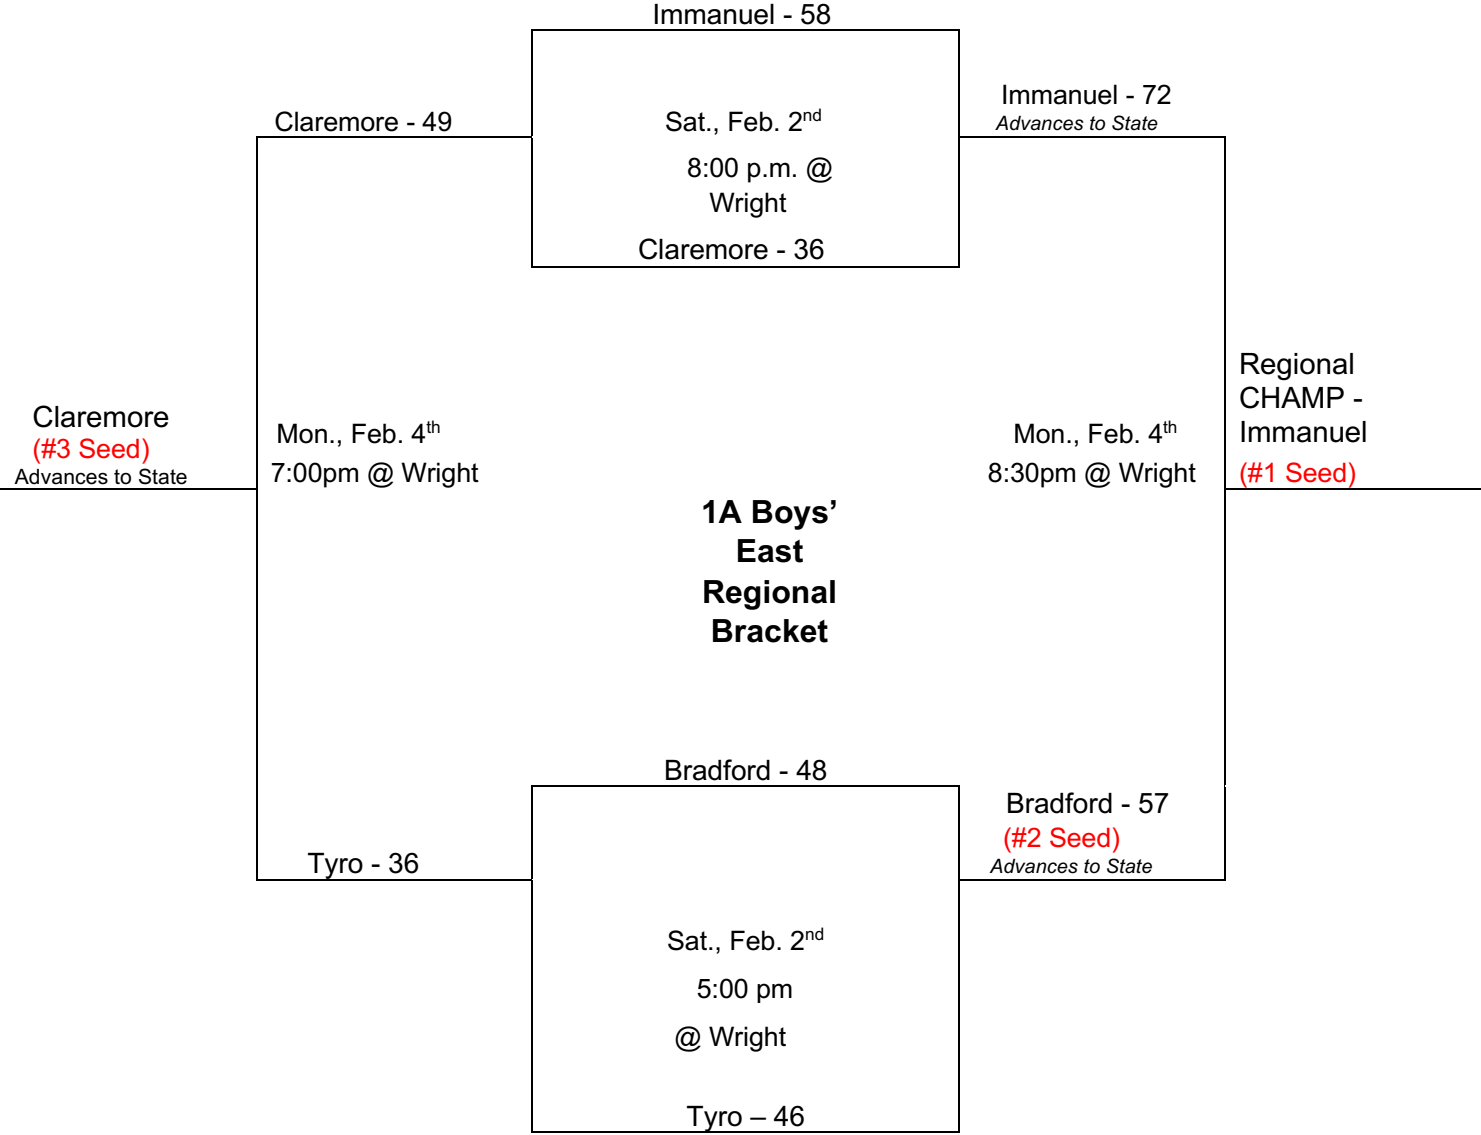 Immanuel - 58
Immanuel - 72
Advances to State
Claremore - 49
Sat., Feb. 2nd
8:00 p.m. @
Wright
Claremore - 36
Claremore
(#3 Seed)
Advances to State
Mon., Feb. 4th
7:00pm @ Wright
Mon., Feb. 4th
8:30pm @ Wright
Regional
CHAMP -
Immanuel
(#1 Seed)
1A Boys’
East
Regional
Bracket
Bradford - 48
Bradford - 57
(#2 Seed)
Advances to State
Tyro - 36
Sat., Feb. 2nd
5:00 pm
@ Wright
Tyro – 46